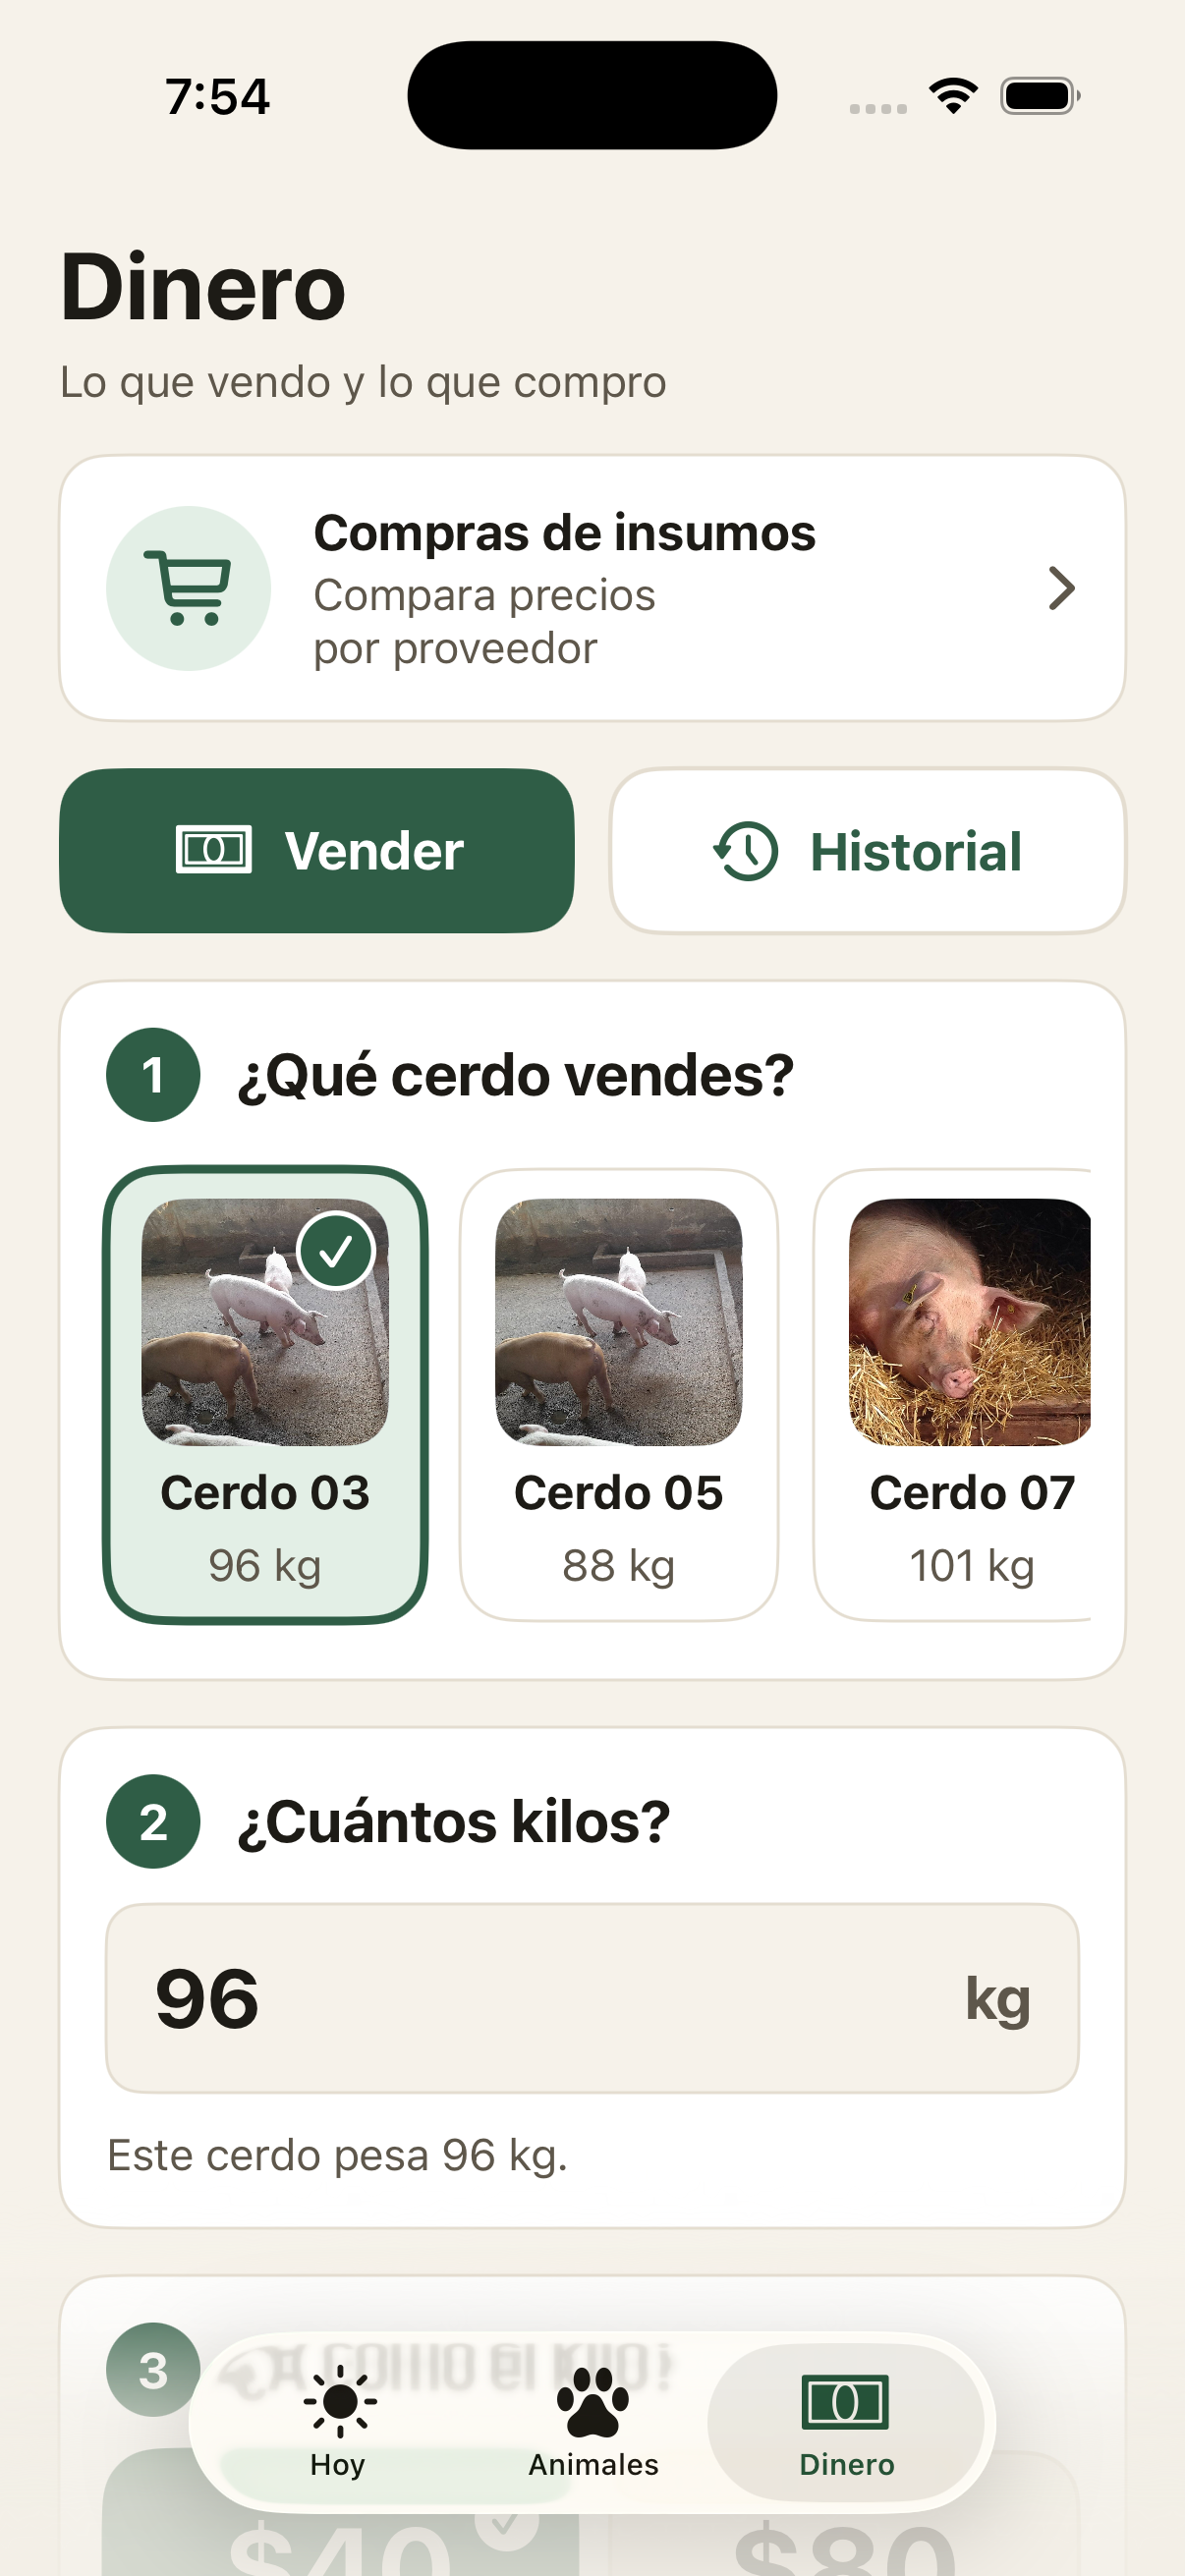 7:54
Dinero
Lo que vendo y lo que compro
Compras de insumos
Compara precios
por proveedor
Vender
Historial
1
¿Qué cerdo vendes?
Cerdo 03
96 kg
Cerdo 05
88 kg
Cerdo 07
101 kg
2
¿Cuántos kilos?
96
kg
Este cerdo pesa 96 kg.
3
Hoy
Animales
Dinero
$40
$80